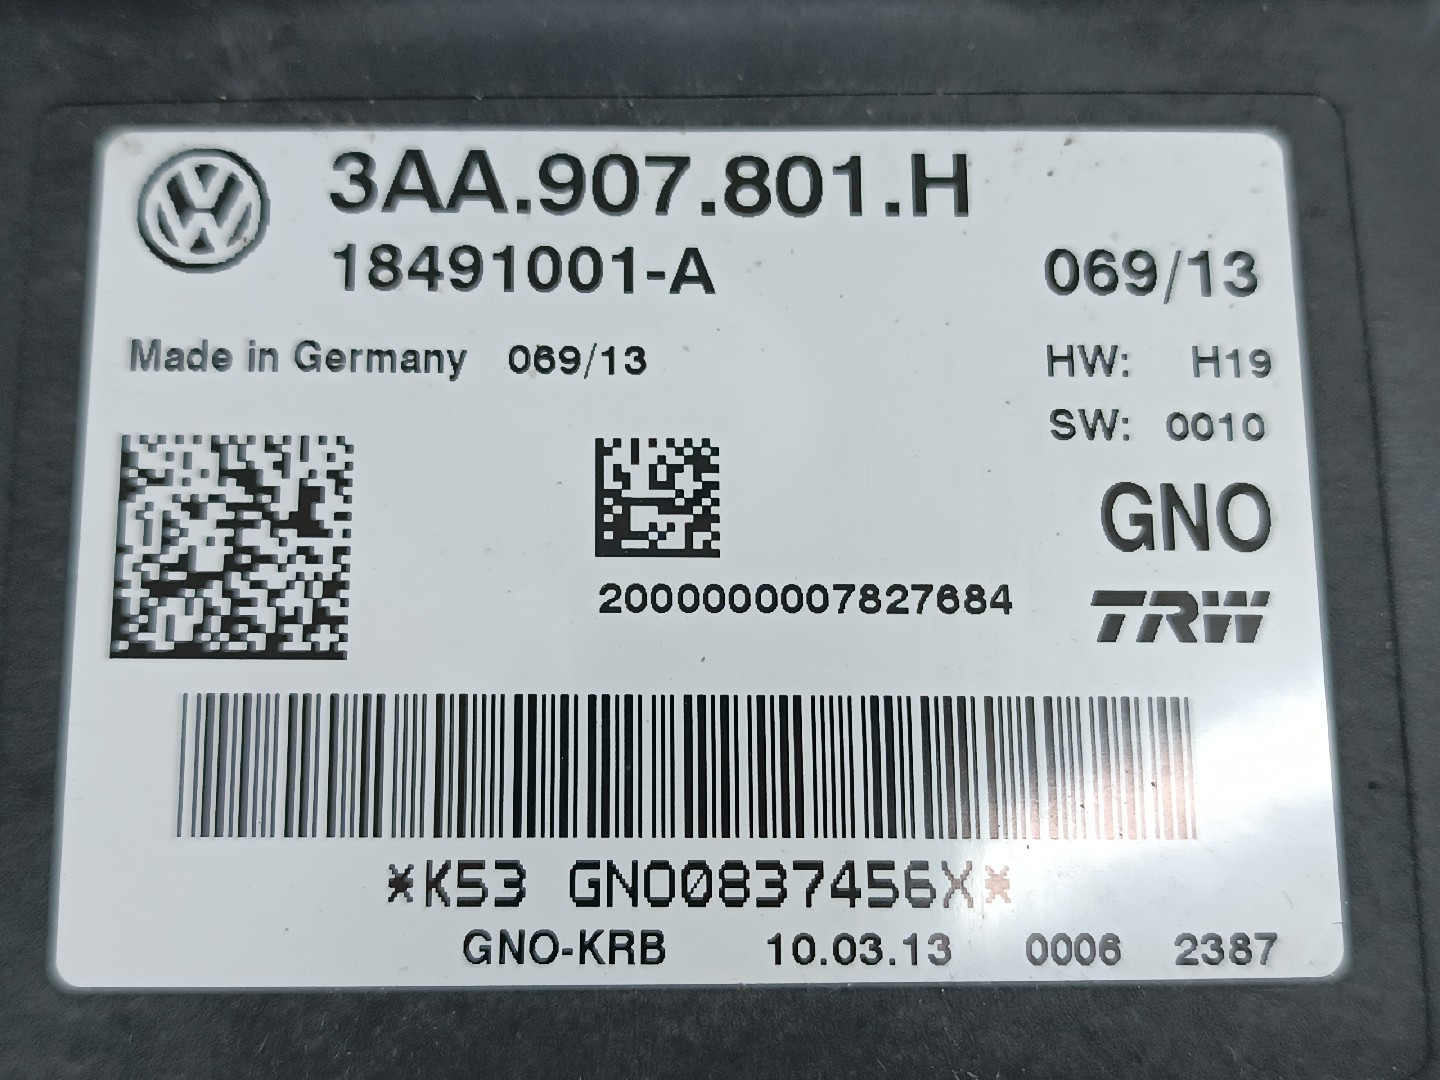 3AA.907.801.H
18491001-A 069/13
Made in Germany 069/13 HW: H19
SW: 0010
GNO
2000000007827684 TRW
*K53 GNO0837456X*
GNO-KRB 10.03.13 0006 2387